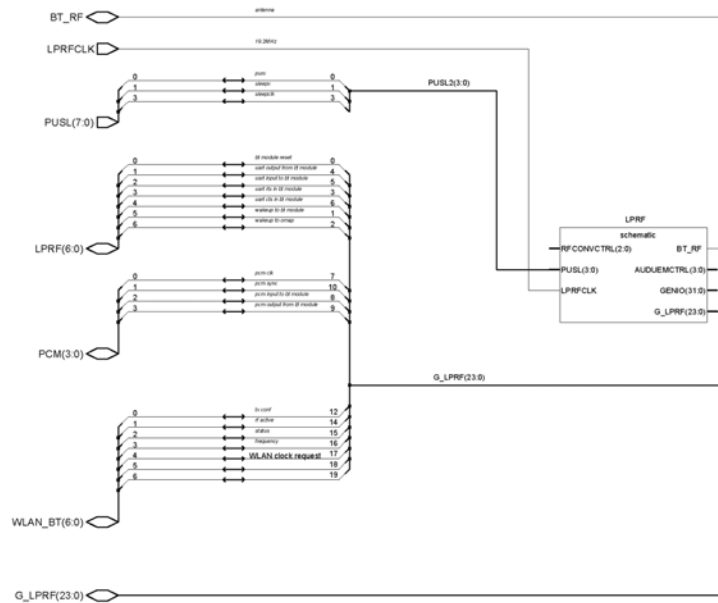 BT_RF antenne
LPRFCLK 19.2MHz
0 purx 0
1 sleepx 1 PUSL2(3:0)
3 sleepclk 3
PUSL(7:0)
0 bt module reset 0
1 uart output from bt module 4
2 uart input to bt module 5
3 uart rts in bt module 3
4 uart cts in bt module 6
5 wakeup to bt module 1
6 wakeup to omap 2
LPRF(6:0)
LPRF
schematic
RFCONVCTRL(2:0) BT_RF
PUSL(3:0) AUDUEMCTRL(3:0)
LPRFCLK GENIO(31:0)
G_LPRF(23:0)
0 pcm clk 7
1 pcm sync 10
2 pcm input to bt module 8
3 pcm output from bt module 9
PCM(3:0)
G_LPRF(23:0)
0 tx conf 12
1 rf active 14
2 status 15
3 frequency 16
4 WLAN clock request 17
5 18
6 19
WLAN_BT(6:0)
G_LPRF(23:0)